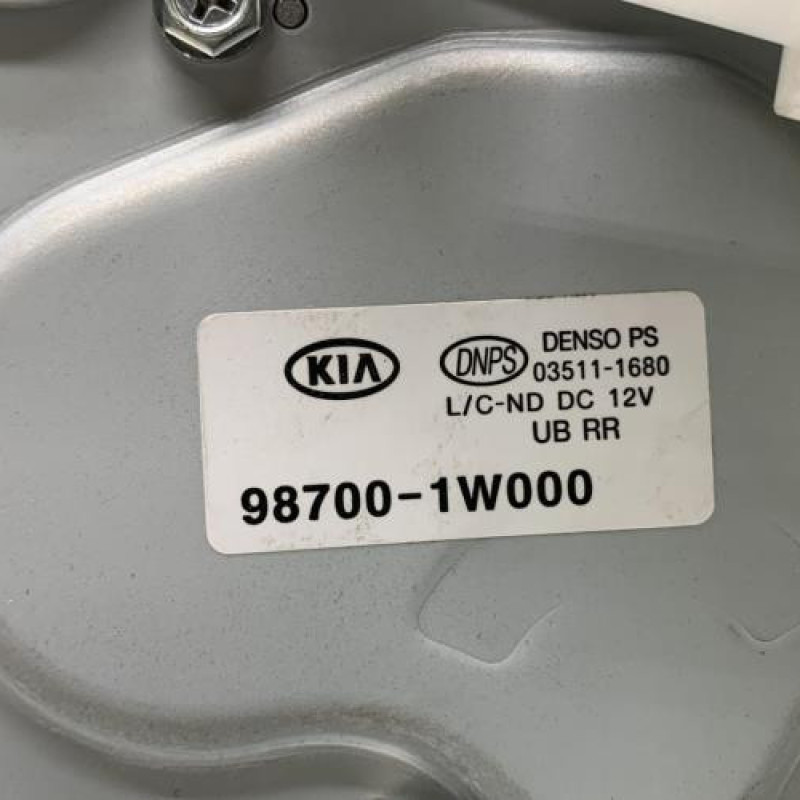 KIA
DNPS
DENSO PS
03511-1680
L/C-ND DC 12V
UB RR
98700-1W000